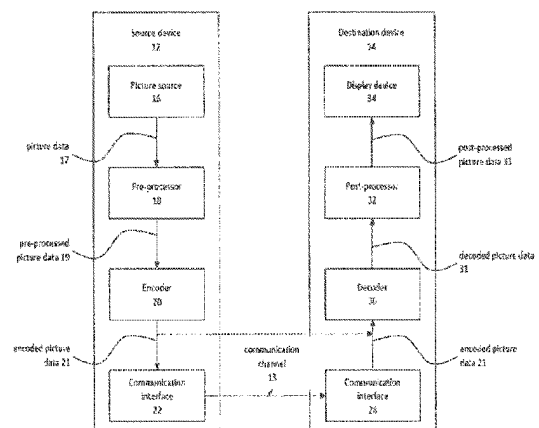 Source device
12
Picture source
16
picture data
17
Pre-processor
18
pre-processed
picture data 19
Encoder
20
encoded picture
data 21
Communication
interface
22
communication
channel
13
Destination device
14
Display device
34
post-processed
picture data 33
Post-processor
32
decoded picture data
31
Decoder
30
encoded picture
data 21
Communication
interface
28